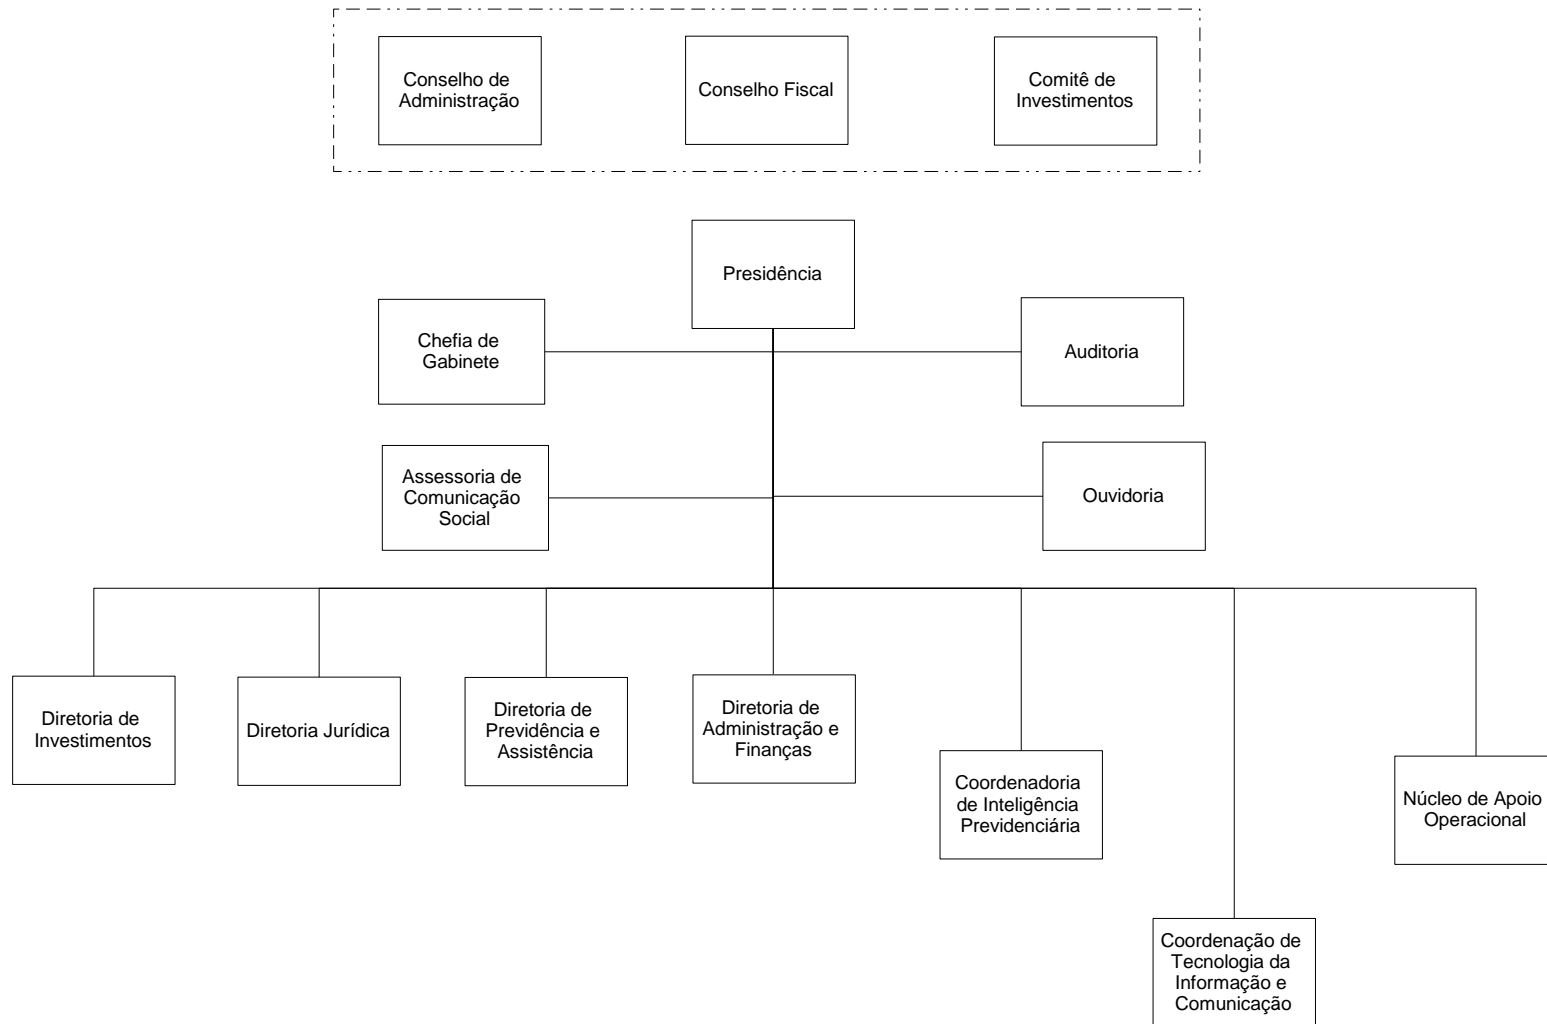 Conselho de
Administração
Conselho Fiscal
Comitê de
Investimentos
Presidência
Chefia de
Gabinete
Auditoria
Assessoria de
Comunicação
Social
Ouvidoria
Diretoria de
Investimentos
Diretoria Jurídica
Diretoria de
Previdência e
Assistência
Diretoria de
Administração e
Finanças
Coordenadoria
de Inteligência
Previdenciária
Núcleo de Apoio
Operacional
Coordenação de
Tecnologia da
Informação e
Comunicação